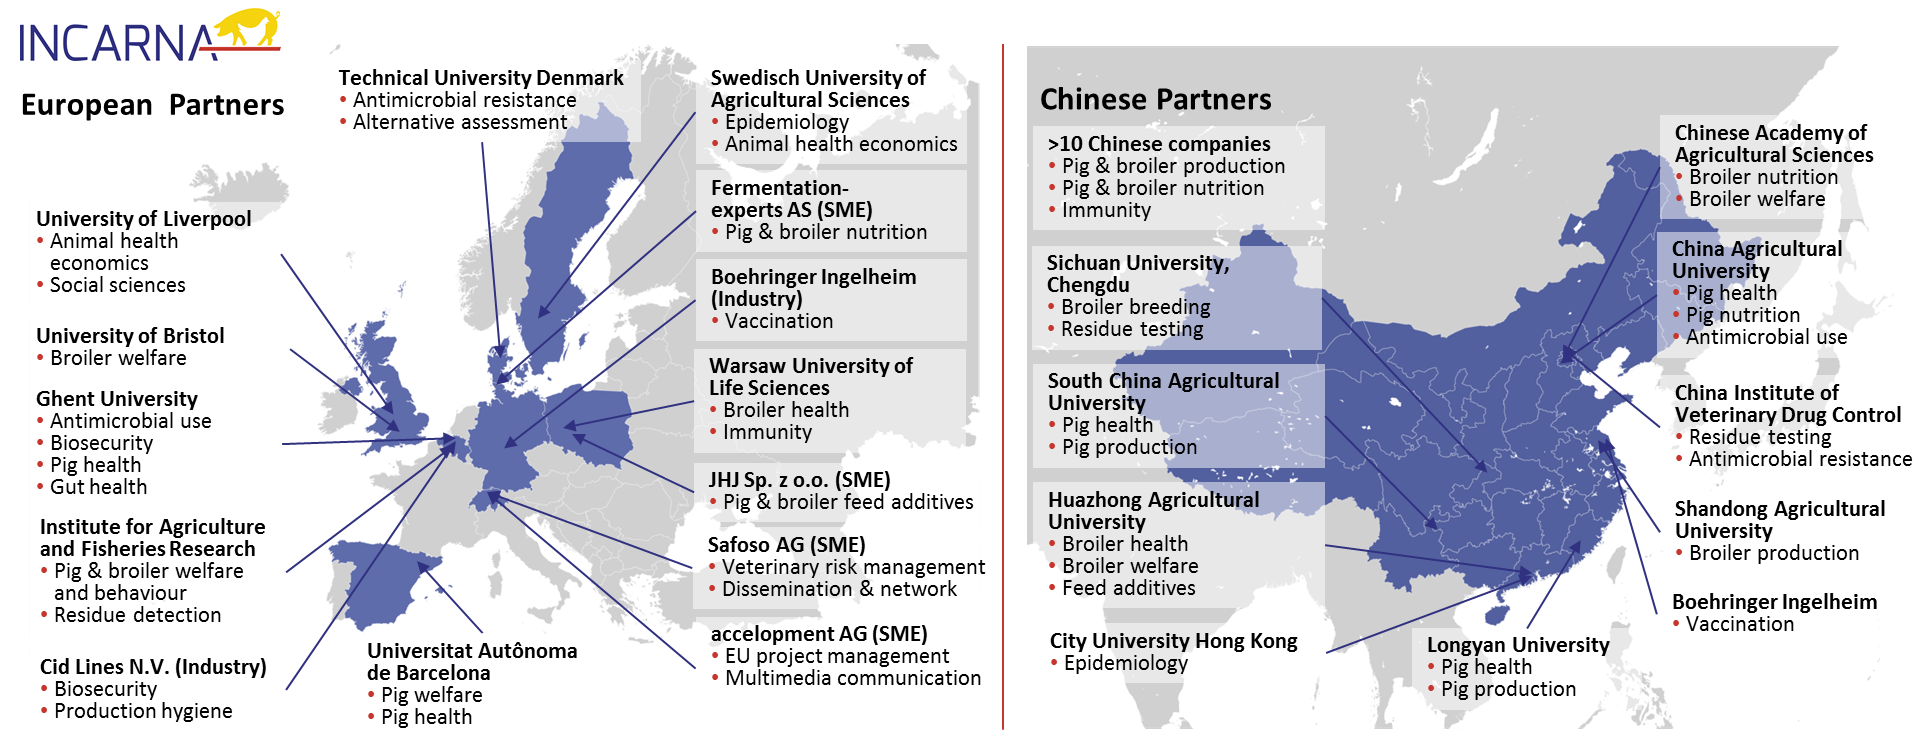 INCARNA
European Partners
Technical University Denmark
• Antimicrobial resistance
• Alternative assessment
University of Liverpool
• Animal health
economics
• Social sciences
University of Bristol
• Broiler welfare
Ghent University
• Antimicrobial use
• Biosecurity
• Pig health
• Gut health
Institute for Agriculture
and Fisheries Research
• Pig & broiler welfare
and behaviour
• Residue detection
Cid Lines N.V. (Industry)
• Biosecurity
• Production hygiene
Universitat Autônoma
de Barcelona
• Pig welfare
• Pig health
Swedisch University of
Agricultural Sciences
• Epidemiology
• Animal health economics
Fermentation-
experts AS (SME)
• Pig & broiler nutrition
Boehringer Ingelheim
(Industry)
• Vaccination
Warsaw University of
Life Sciences
• Broiler health
• Immunity
JHJ Sp. z o.o. (SME)
• Pig & broiler feed additives
Safoso AG (SME)
• Veterinary risk management
• Dissemination & network
accelopment AG (SME)
• EU project management
• Multimedia communication
Chinese Partners
>10 Chinese companies
• Pig & broiler production
• Pig & broiler nutrition
• Immunity
Sichuan University,
Chengdu
• Broiler breeding
• Residue testing
South China Agricultural
University
• Pig health
• Pig production
Huazhong Agricultural
University
• Broiler health
• Broiler welfare
• Feed additives
City University Hong Kong
• Epidemiology
Longyan University
• Pig health
• Pig production
Chinese Academy of
Agricultural Sciences
• Broiler nutrition
• Broiler welfare
China Agricultural
University
• Pig health
• Pig nutrition
• Antimicrobial use
China Institute of
Veterinary Drug Control
• Residue testing
• Antimicrobial resistance
Shandong Agricultural
University
• Broiler production
Boehringer Ingelheim
• Vaccination